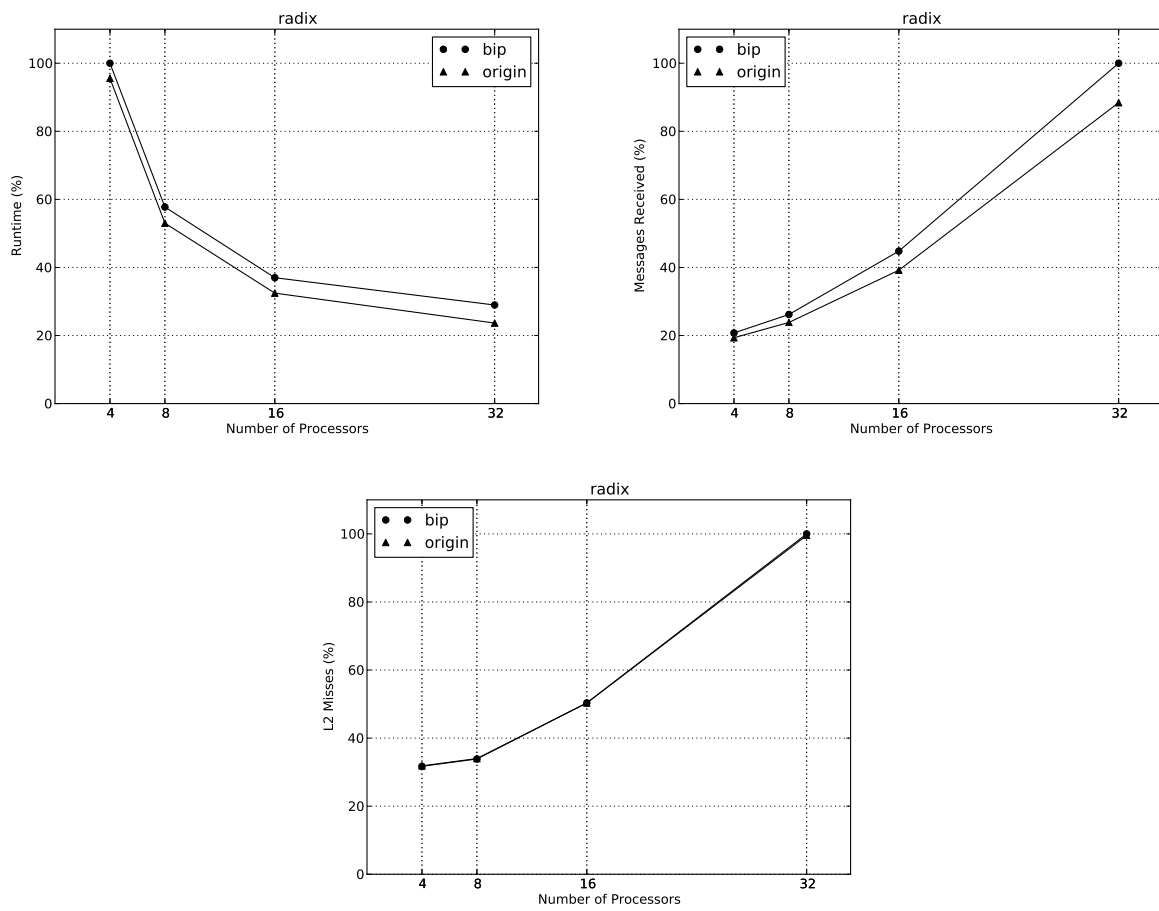 radix
bip
origin
100
80
60
40
20
0
Runtime (%)
4 8 16 32
Number of Processors
radix
bip
origin
100
80
60
40
20
0
Messages Received (%)
4 8 16 32
Number of Processors
radix
bip
origin
100
80
60
40
20
0
L2 Misses (%)
4 8 16 32
Number of Processors